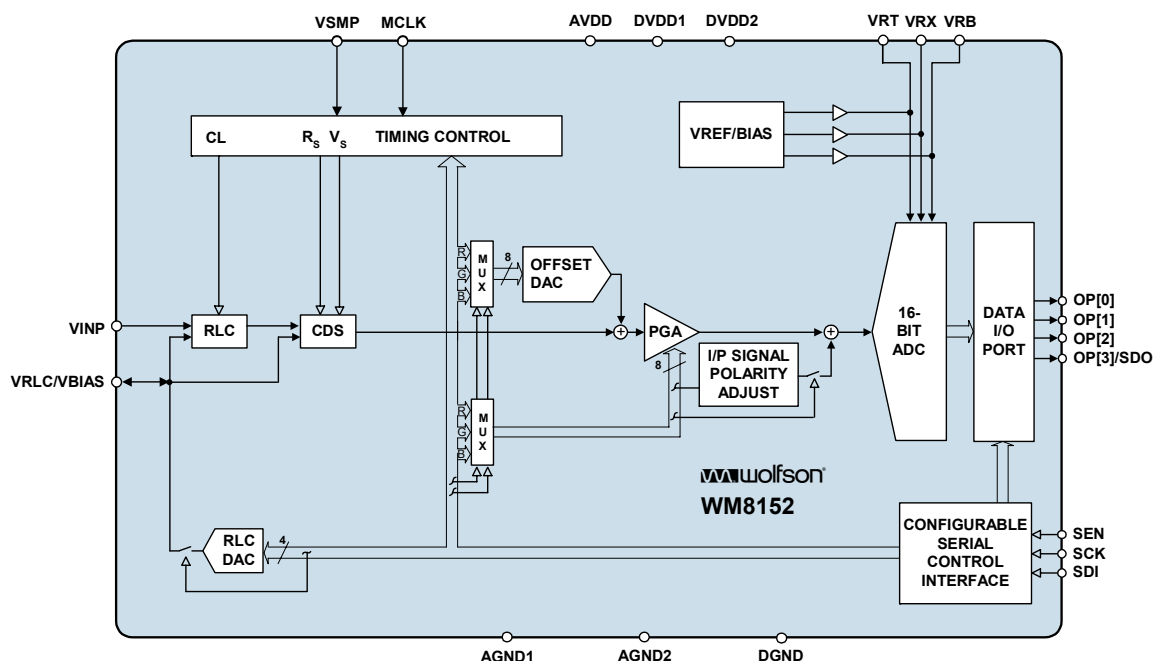 VSMP MCLK AVDD DVDD1 DVDD2 VRT VRX VRB
CL RS VS TIMING CONTROL
VREF/BIAS
R
G
B
MUX
8
OFFSET
DAC
VINP
RLC
CDS
PGA
8
I/P SIGNAL
POLARITY
ADJUST
16-
BIT
ADC
DATA
I/O
PORT
OP[0]
OP[1]
OP[2]
OP[3]/SDO
VRLC/VBIAS
R
G
B
MUX
wolfson®
WM8152
RLC
DAC
4
CONFIGURABLE
SERIAL
CONTROL
INTERFACE
SEN
SCK
SDI
AGND1 AGND2 DGND